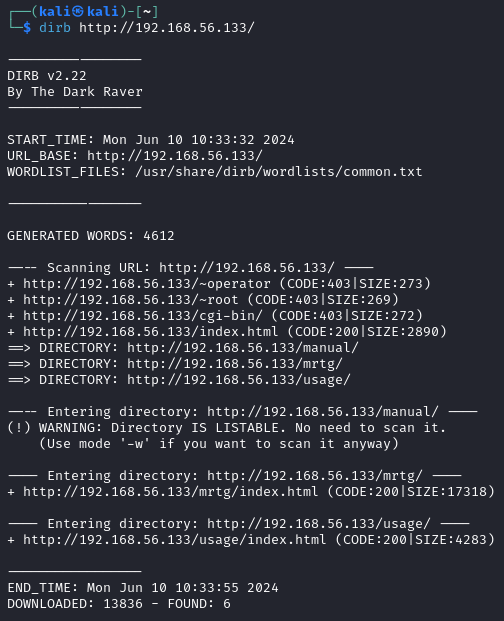 ┌──(kali㉿kali)-[~]
└─$ dirb http://192.168.56.133/
-----------------
DIRB v2.22
By The Dark Raver
-----------------
START_TIME: Mon Jun 10 10:33:32 2024
URL_BASE: http://192.168.56.133/
WORDLIST_FILES: /usr/share/dirb/wordlists/common.txt
-----------------
GENERATED WORDS: 4612
---- Scanning URL: http://192.168.56.133/ ----
+ http://192.168.56.133/~operator (CODE:403|SIZE:273)
+ http://192.168.56.133/~root (CODE:403|SIZE:269)
+ http://192.168.56.133/cgi-bin/ (CODE:403|SIZE:272)
+ http://192.168.56.133/index.html (CODE:200|SIZE:2890)
==> DIRECTORY: http://192.168.56.133/manual/
==> DIRECTORY: http://192.168.56.133/mrtg/
==> DIRECTORY: http://192.168.56.133/usage/
---- Entering directory: http://192.168.56.133/manual/ ----
(!) WARNING: Directory IS LISTABLE. No need to scan it.
(Use mode '-w' if you want to scan it anyway)
---- Entering directory: http://192.168.56.133/mrtg/ ----
+ http://192.168.56.133/mrtg/index.html (CODE:200|SIZE:17318)
---- Entering directory: http://192.168.56.133/usage/ ----
+ http://192.168.56.133/usage/index.html (CODE:200|SIZE:4283)
-----------------
END_TIME: Mon Jun 10 10:33:55 2024
DOWNLOADED: 13836 - FOUND: 6